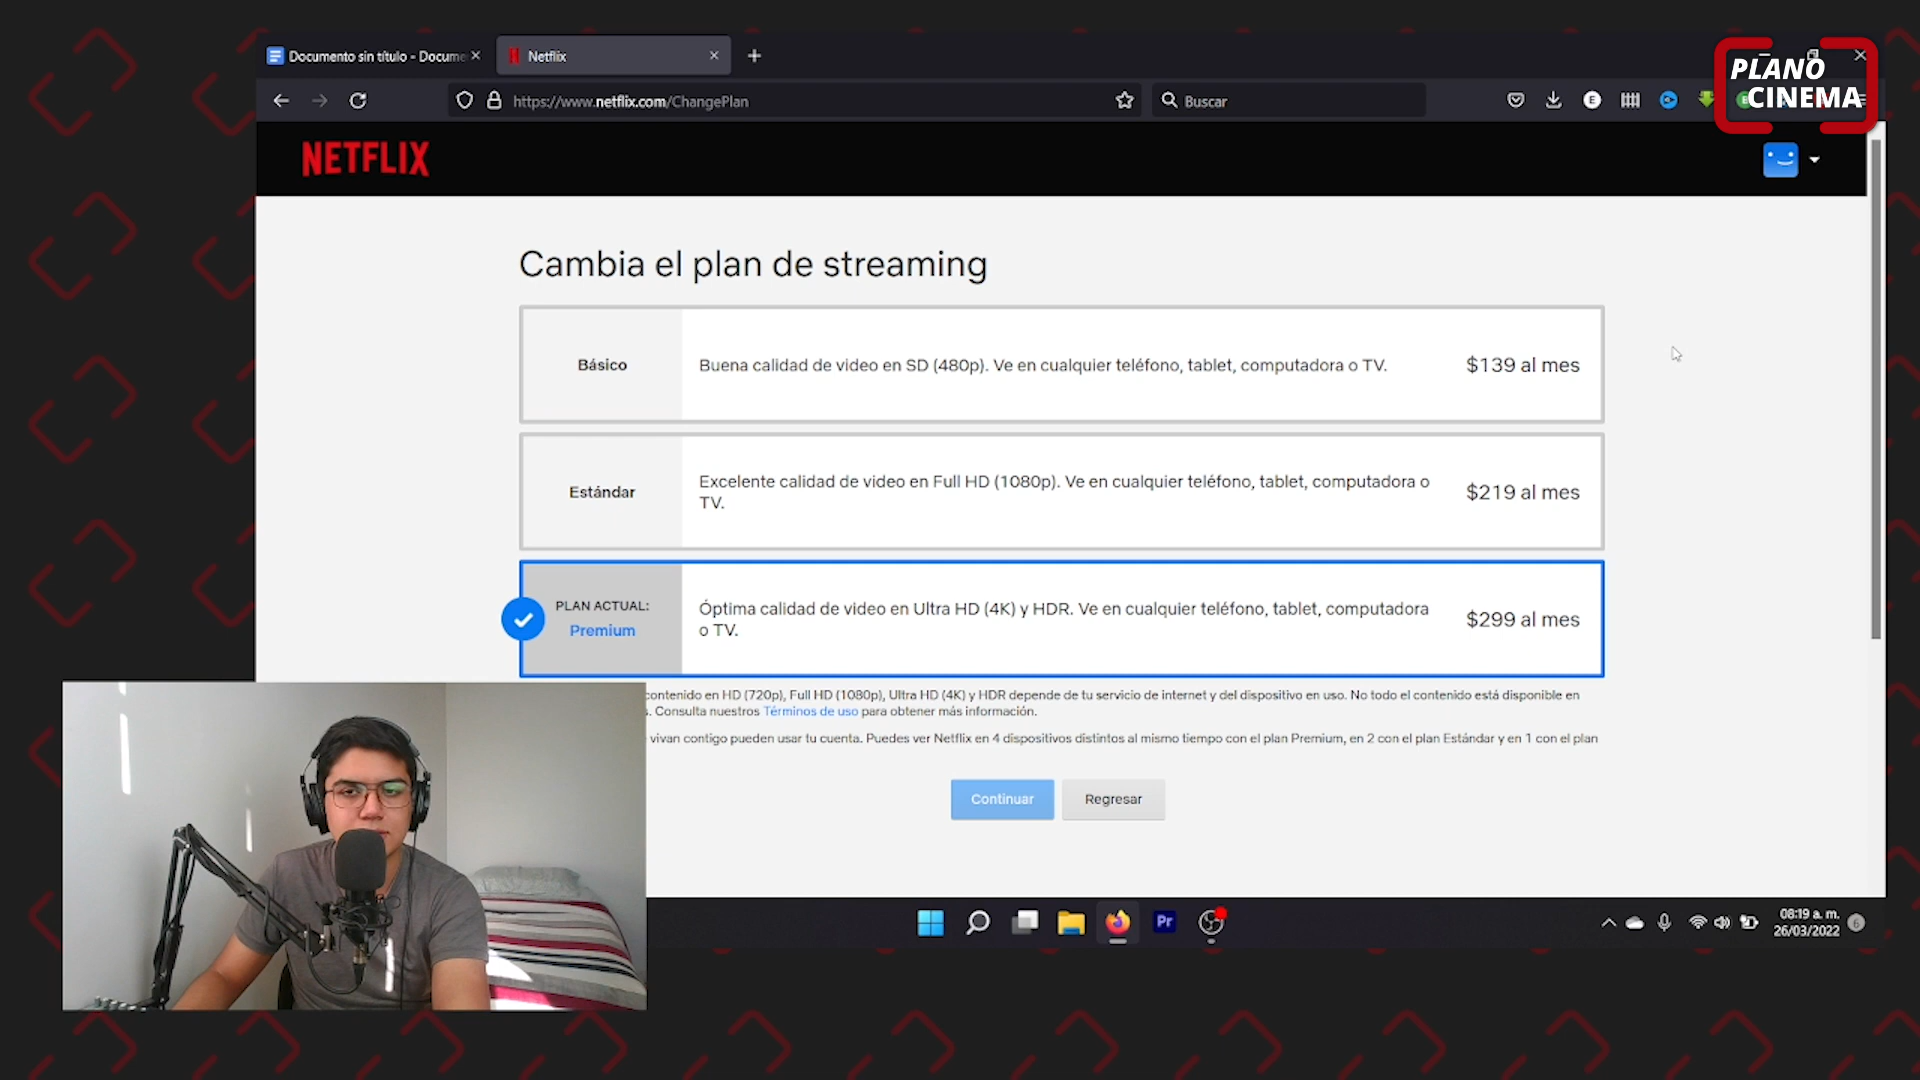 Documento sin título - Docume
Netflix
PLANO
CINEMA
https://www.netflix.com/ChangePlan
Buscar
E
NETFLIX
Cambia el plan de streaming
Básico
Buena calidad de video en SD (480p). Ve en cualquier teléfono, tablet, computadora o TV.
$139 al mes
Estándar
Excelente calidad de video en Full HD (1080p). Ve en cualquier teléfono, tablet, computadora o
TV.
$219 al mes
PLAN ACTUAL:
Premium
Óptima calidad de video en Ultra HD (4K) y HDR. Ve en cualquier teléfono, tablet, computadora
o TV.
$299 al mes
contenido en HD (720p), Full HD (1080p), Ultra HD (4K) y HDR depende de tu servicio de internet y del dispositivo en uso. No todo el contenido está disponible en
s. Consulta nuestros Términos de uso para obtener más información.
vivan contigo pueden usar tu cuenta. Puedes ver Netflix en 4 dispositivos distintos al mismo tiempo con el plan Premium, en 2 con el plan Estándar y en 1 con el plan
Continuar
Regresar
Pr
08:19 a. m.
26/03/2022
6